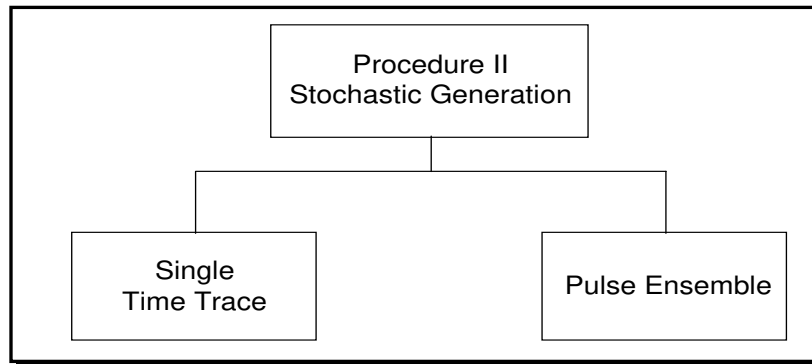 Procedure II
Stochastic Generation
Single
Time Trace
Pulse Ensemble